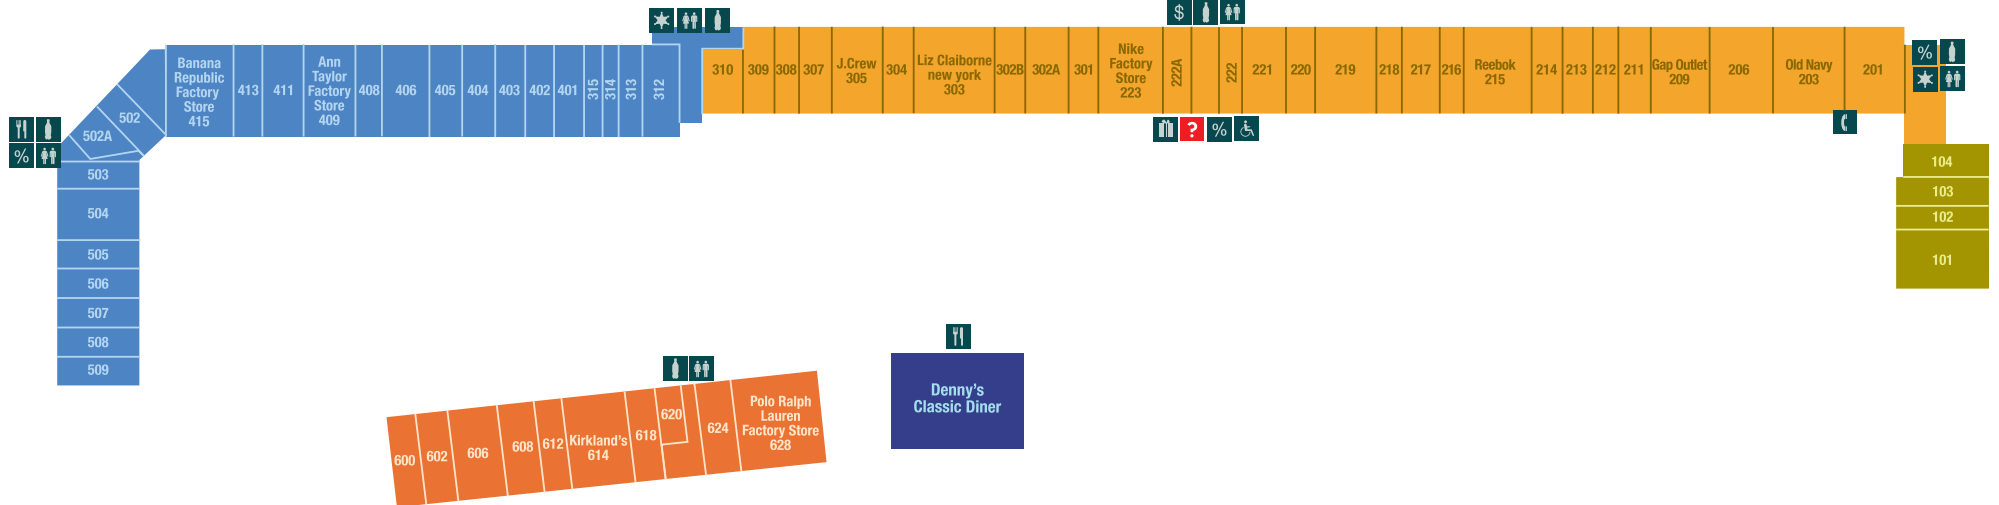 Banana
Republic
Factory
Store
415
413
411
Ann
Taylor
Factory
Store
409
408
406
405
404
403
402
401
315
314
313
312
310
309
308
307
J.Crew
305
304
Liz Claiborne
new york
303
302B
302A
301
Nike
Factory
Store
223
222A
222
221
220
219
218
217
216
Reebok
215
214
213
212
211
Gap Outlet
209
206
Old Navy
203
201
$
%
?
%
%
502
502A
503
504
505
506
507
508
509
104
103
102
101
600
602
606
608
612
Kirkland's
614
618
620
624
Polo Ralph
Lauren
Factory Store
628
Denny's
Classic Diner